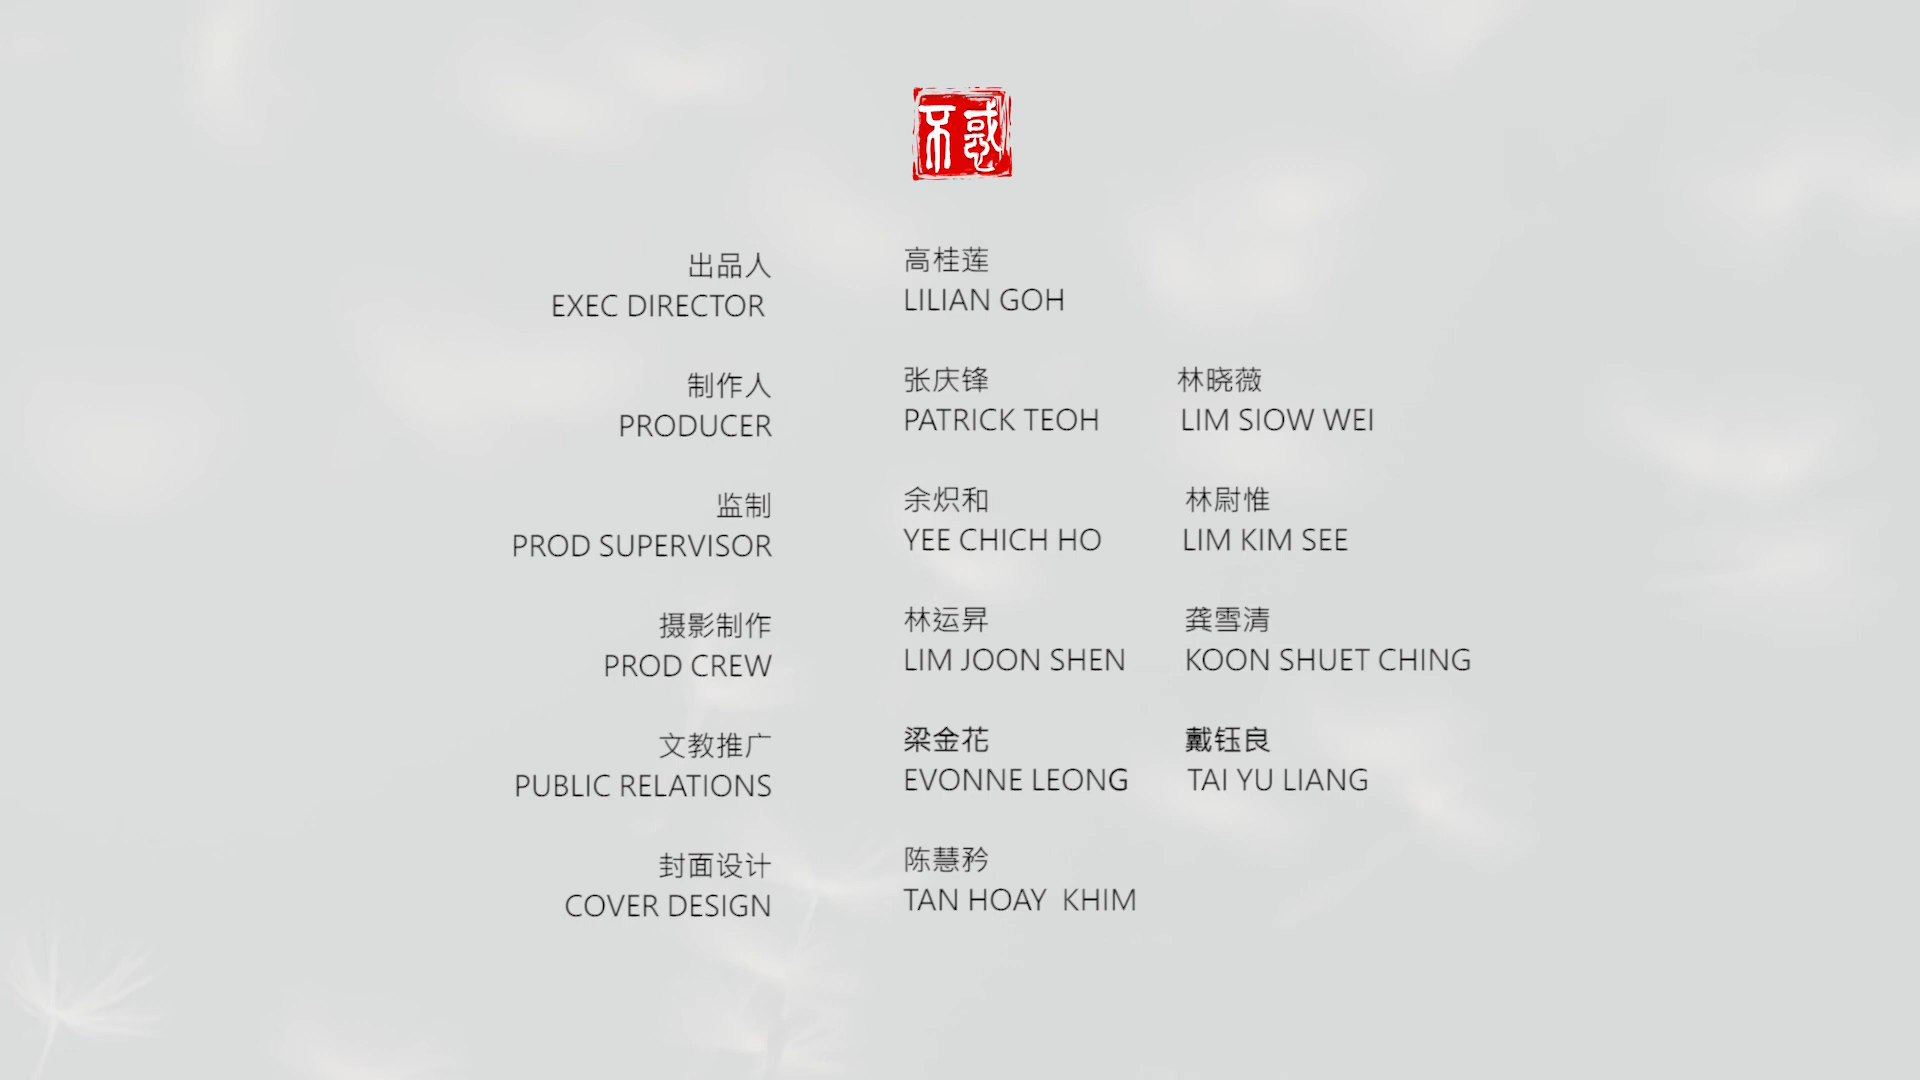 不惑
出品人 高桂莲
EXEC DIRECTOR LILIAN GOH
制作人 张庆锋 林晓薇
PRODUCER PATRICK TEOH LIM SIOW WEI
监制 余炽和 林尉惟
PROD SUPERVISOR YEE CHICH HO LIM KIM SEE
摄影制作 林运昇 龚雪清
PROD CREW LIM JOON SHEN KOON SHUET CHING
文教推广 梁金花 戴钰良
PUBLIC RELATIONS EVONNE LEONG TAI YU LIANG
封面设计 陈慧矜
COVER DESIGN TAN HOAY KHIM